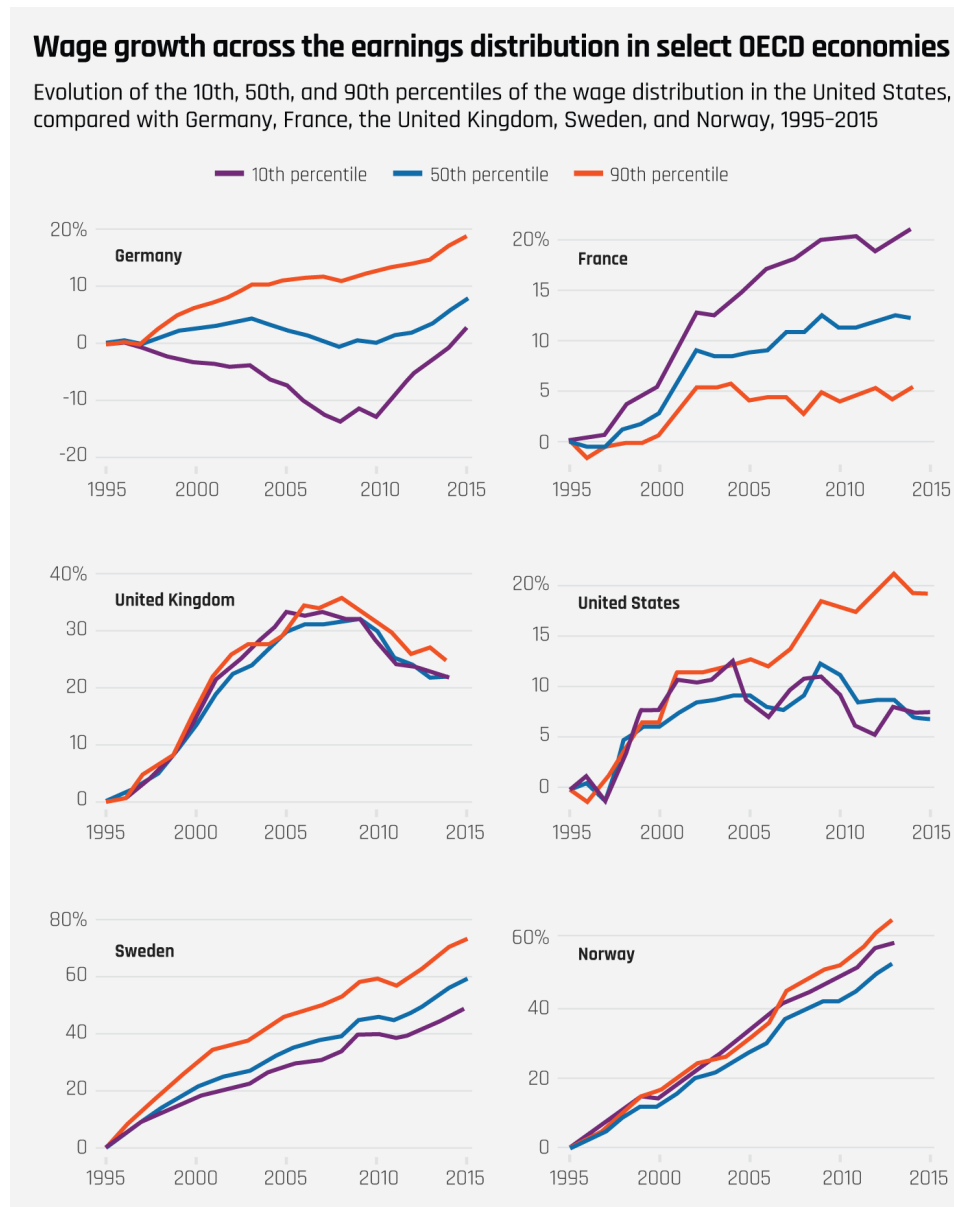 Wage growth across the earnings distribution in select OECD economies
Evolution of the 10th, 50th, and 90th percentiles of the wage distribution in the United States,
compared with Germany, France, the United Kingdom, Sweden, and Norway, 1995–2015
10th percentile 50th percentile 90th percentile
Germany
20%
10
0
-10
-20
1995 2000 2005 2010 2015
France
20%
15
10
5
0
1995 2000 2005 2010 2015
United Kingdom
40%
30
20
10
0
1995 2000 2005 2010 2015
United States
20%
15
10
5
0
1995 2000 2005 2010 2015
Sweden
80%
60
40
20
0
1995 2000 2005 2010 2015
Norway
60%
40
20
0
1995 2000 2005 2010 2015